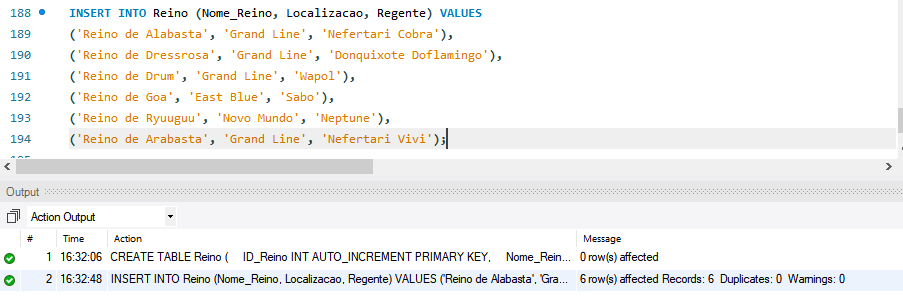 188 INSERT INTO Reino (Nome_Reino, Localizacao, Regente) VALUES
189 ('Reino de Alabasta', 'Grand Line', 'Nefertari Cobra'),
190 ('Reino de Dressrosa', 'Grand Line', 'Donquixote Doflamingo'),
191 ('Reino de Drum', 'Grand Line', 'Wapol'),
192 ('Reino de Goa', 'East Blue', 'Sabo'),
193 ('Reino de Ryuuguu', 'Novo Mundo', 'Neptune'),
194 ('Reino de Arabasta', 'Grand Line', 'Nefertari Vivi');
Output
Action Output
# Time Action Message
1 16:32:06 CREATE TABLE Reino ( ID_Reino INT AUTO_INCREMENT PRIMARY KEY, Nome_Rein... 0 row(s) affected
2 16:32:48 INSERT INTO Reino (Nome_Reino, Localizacao, Regente) VALUES ('Reino de Alabasta', 'Gra... 6 row(s) affected Records: 6 Duplicates: 0 Warnings: 0